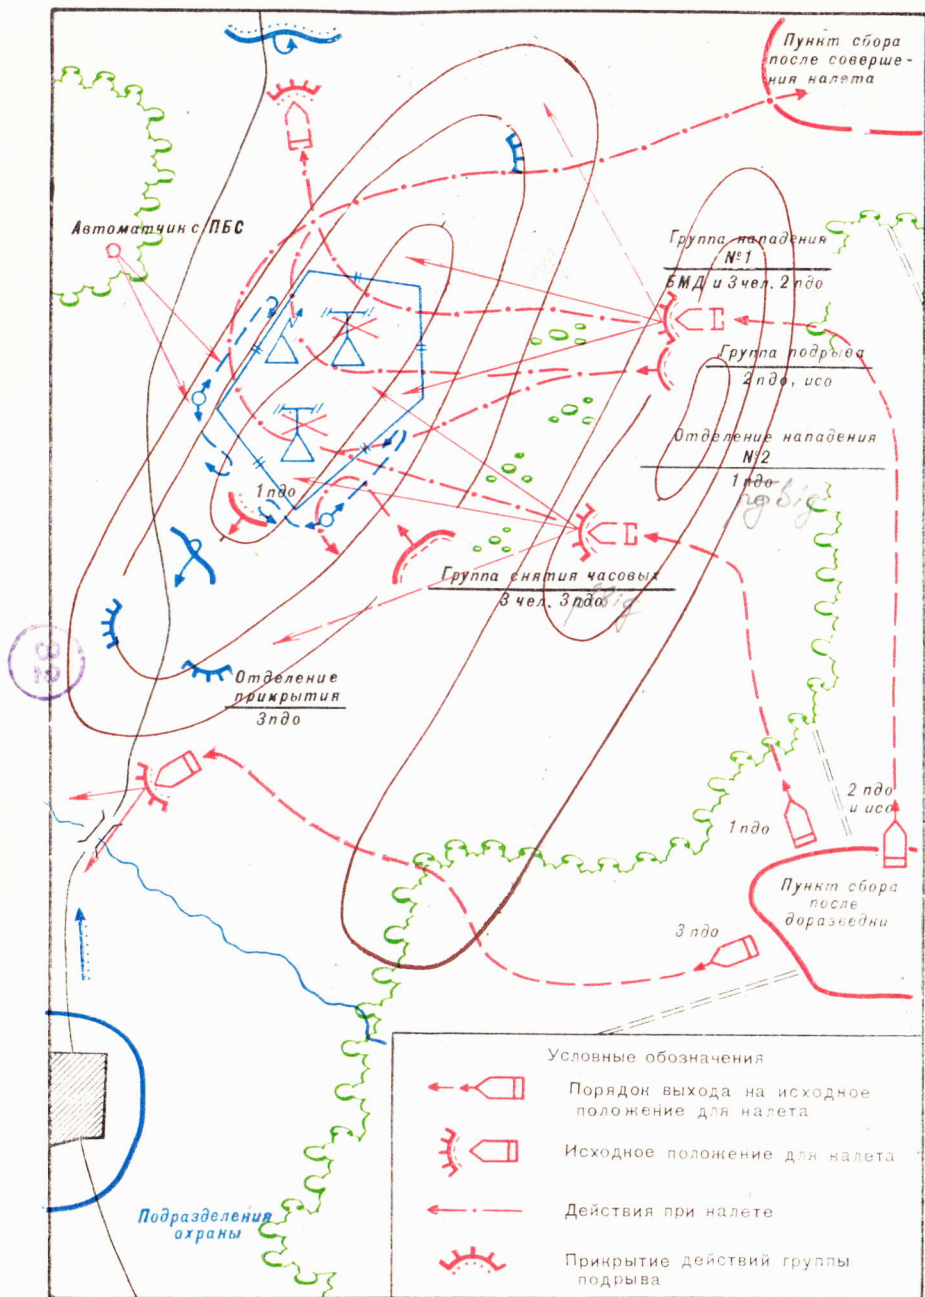 Пункт сбора
после соверше-
ния налета
Автоматчик с ПБС
Группа нападения
№1
БМД и 3 чел. 2 пдо
Группа подрыва
2 пдо, исо
Отделение нападения
№2
1 пдо
1 пдо
Группа снятия часовых
3 чел. 3 пдо
Отделение
прикрытия
3 пдо
2 пдо
и исо
1 пдо
Пункт сбора
после
доразведки
3 пдо
Подразделения
охраны
Условные обозначения
Порядок выхода на исходное
положение для налета
Исходное положение для налета
Действия при налете
Прикрытие действий группы
подрыва